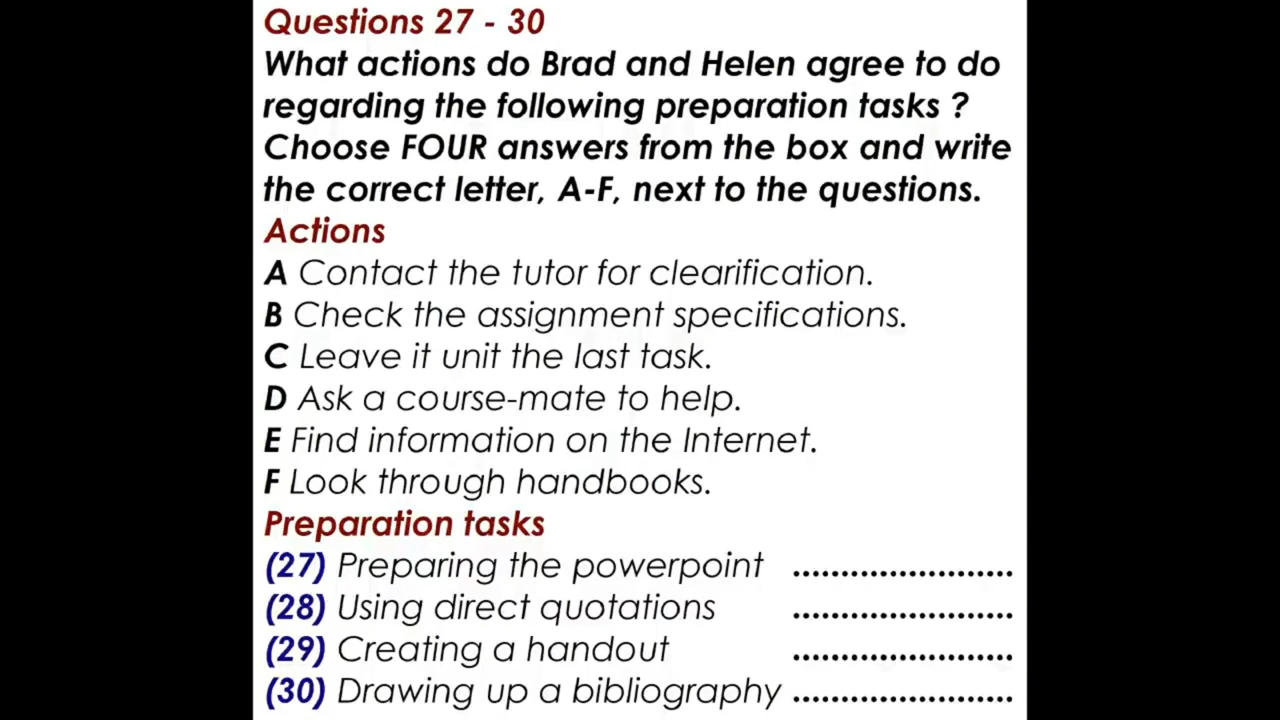 Questions 27 - 30
What actions do Brad and Helen agree to do
regarding the following preparation tasks ?
Choose FOUR answers from the box and write
the correct letter, A-F, next to the questions.
Actions
A Contact the tutor for clearification.
B Check the assignment specifications.
C Leave it unit the last task.
D Ask a course-mate to help.
E Find information on the Internet.
F Look through handbooks.
Preparation tasks
(27) Preparing the powerpoint ........................
(28) Using direct quotations ........................
(29) Creating a handout ........................
(30) Drawing up a bibliography ........................